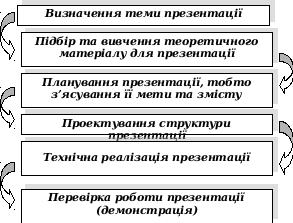 Визначення теми презентації
Підбір та вивчення теоретичного
матеріалу для презентації
Планування презентації, тобто
з’ясування її мети та змісту
Проектування структури
презентації
Технічна реалізація презентації
Перевірка роботи презентації
(демонстрація)